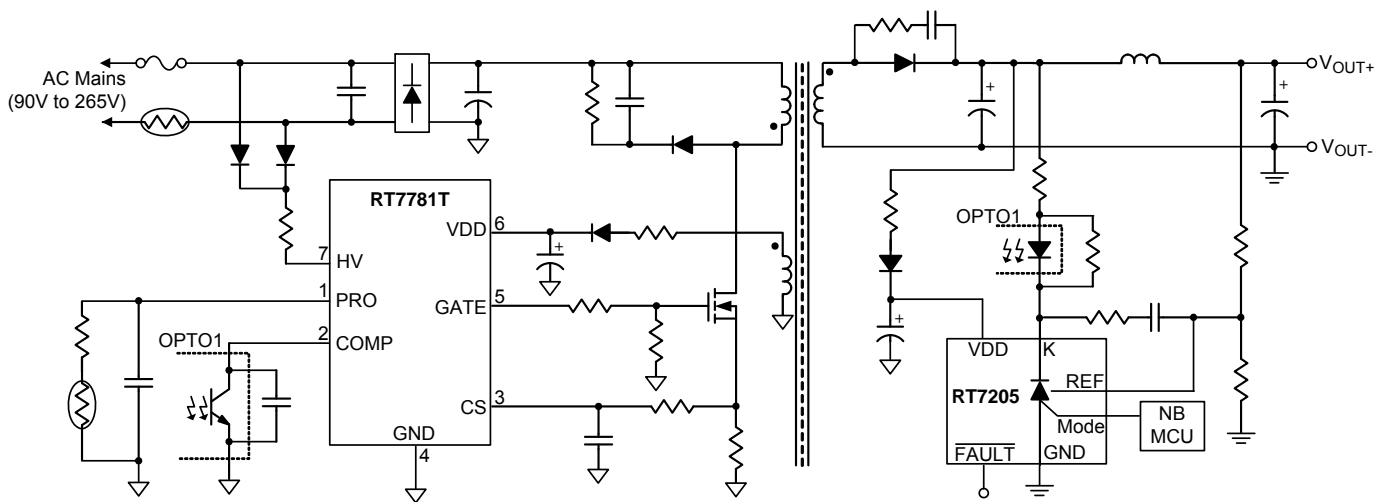 AC Mains
(90V to 265V)
+
+
+
VOUT+
VOUT-
RT7781T
VDD
6
+
7
HV
1
PRO
GATE
5
2
COMP
OPTO1
CS
3
GND
4
OPTO1
+
VDD
K
REF
RT7205
Mode
NB
MCU
FAULT
GND